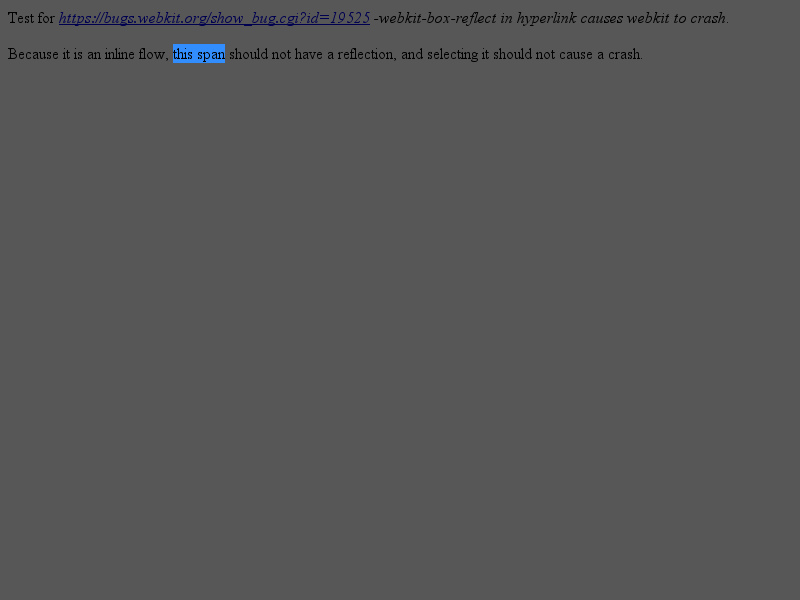 Test for https://bugs.webkit.org/show_bug.cgi?id=19525 -webkit-box-reflect in hyperlink causes webkit to crash.
Because it is an inline flow, this span should not have a reflection, and selecting it should not cause a crash.